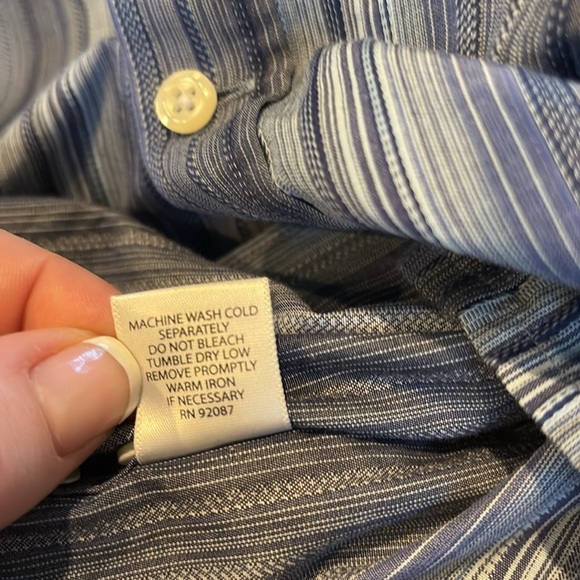 MACHINE WASH COLD
SEPARATELY
DO NOT BLEACH
TUMBLE DRY LOW
REMOVE PROMPTLY
WARM IRON
IF NECESSARY
RN 92087